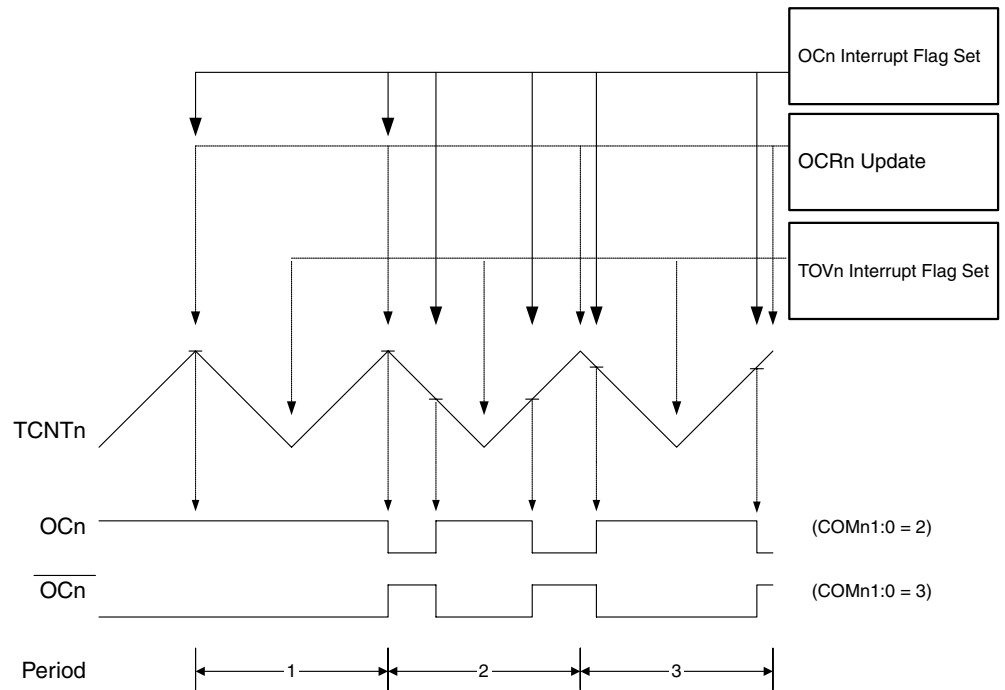 OCn Interrupt Flag Set
OCRn Update
TOVn Interrupt Flag Set
TCNTn
OCn
(COMn1:0 = 2)
OCn
(COMn1:0 = 3)
Period
1
2
3